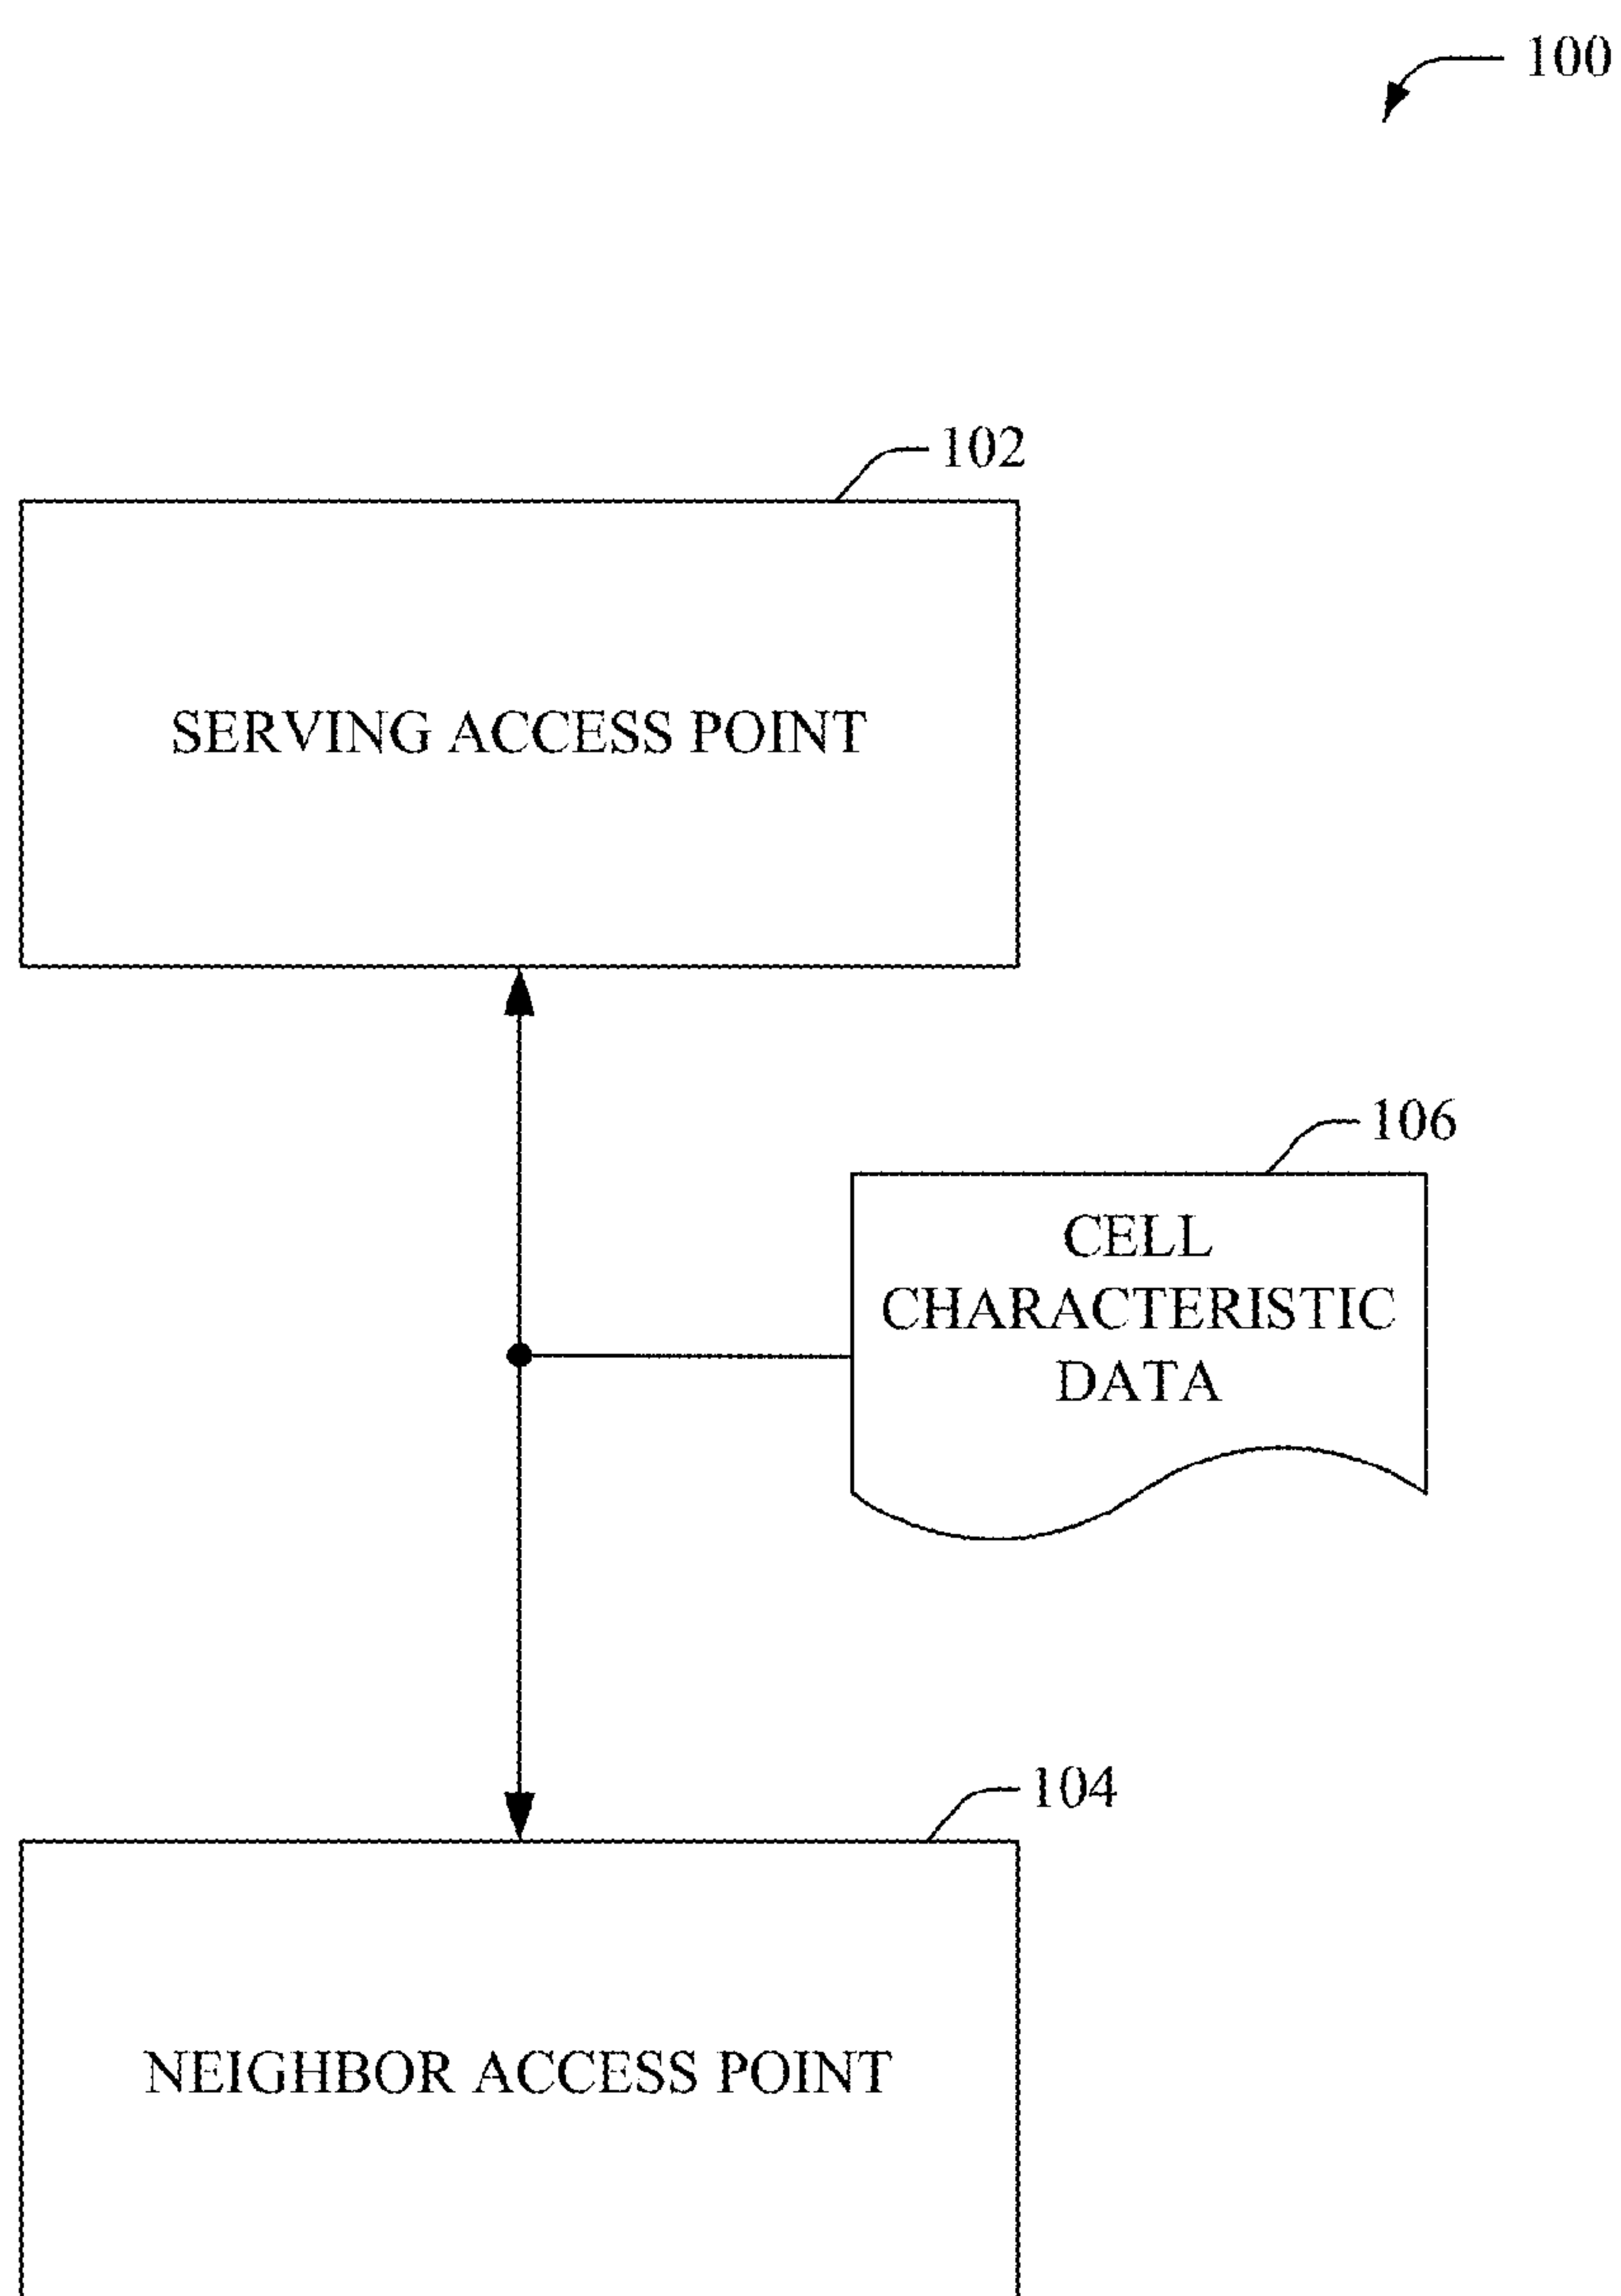 100
102
SERVING ACCESS POINT
106
CELL
CHARACTERISTIC
DATA
104
NEIGHBOR ACCESS POINT